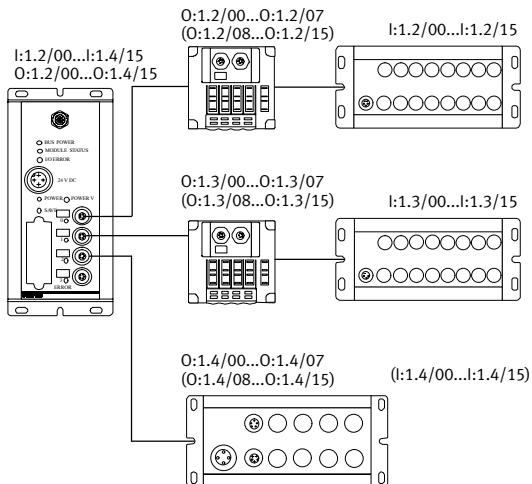 O:1.2/00...O:1.2/07
(O:1.2/08...O:1.2/15)
I:1.2/00...I:1.2/15
I:1.2/00...I:1.4/15
O:1.2/00...O:1.4/15
BUS POWER
MODULE STATUS
I/O ERROR
24 V DC
POWER
POWER V
SAVE
ERROR
O:1.3/00...O:1.3/07
(O:1.3/08...O:1.3/15)
I:1.3/00...I:1.3/15
O:1.4/00...O:1.4/07
(O:1.4/08...O:1.4/15)
(I:1.4/00...I:1.4/15)